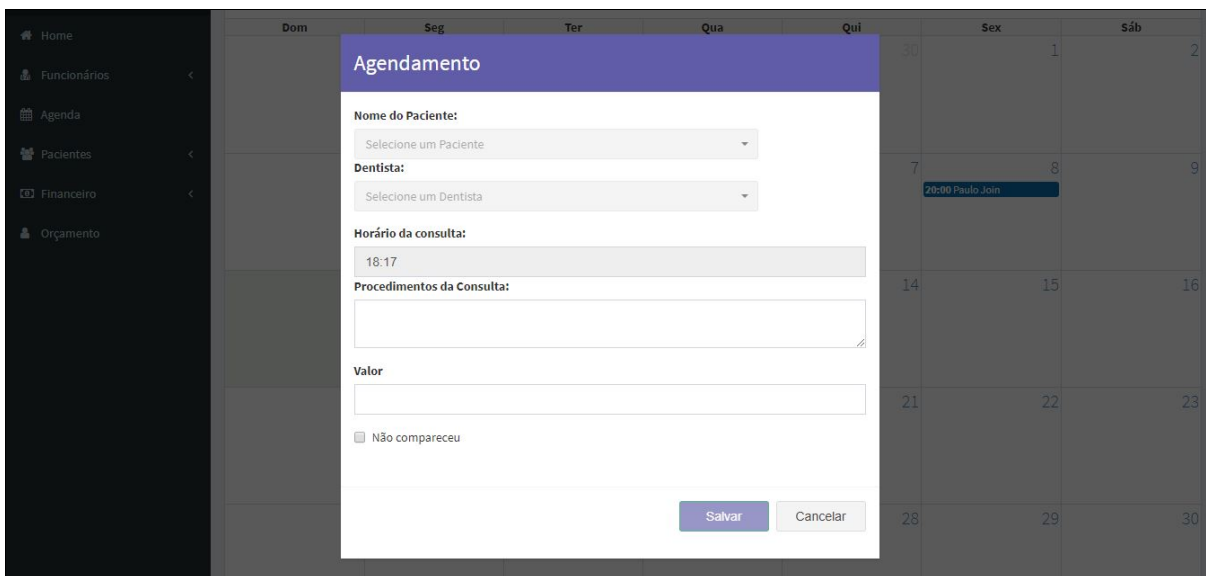 Home
Funcionários
Agenda
Pacientes
Financeiro
Orçamento
Dom Seg Ter Qua Qui Sex Sáb
30 1 2
7 8 9
20:00 Paulo Join
14 15 16
21 22 23
28 29 30
Agendamento
Nome do Paciente:
Selecione um Paciente
Dentista:
Selecione um Dentista
Horário da consulta:
18:17
Procedimentos da Consulta:
Valor
Não compareceu
Salvar Cancelar